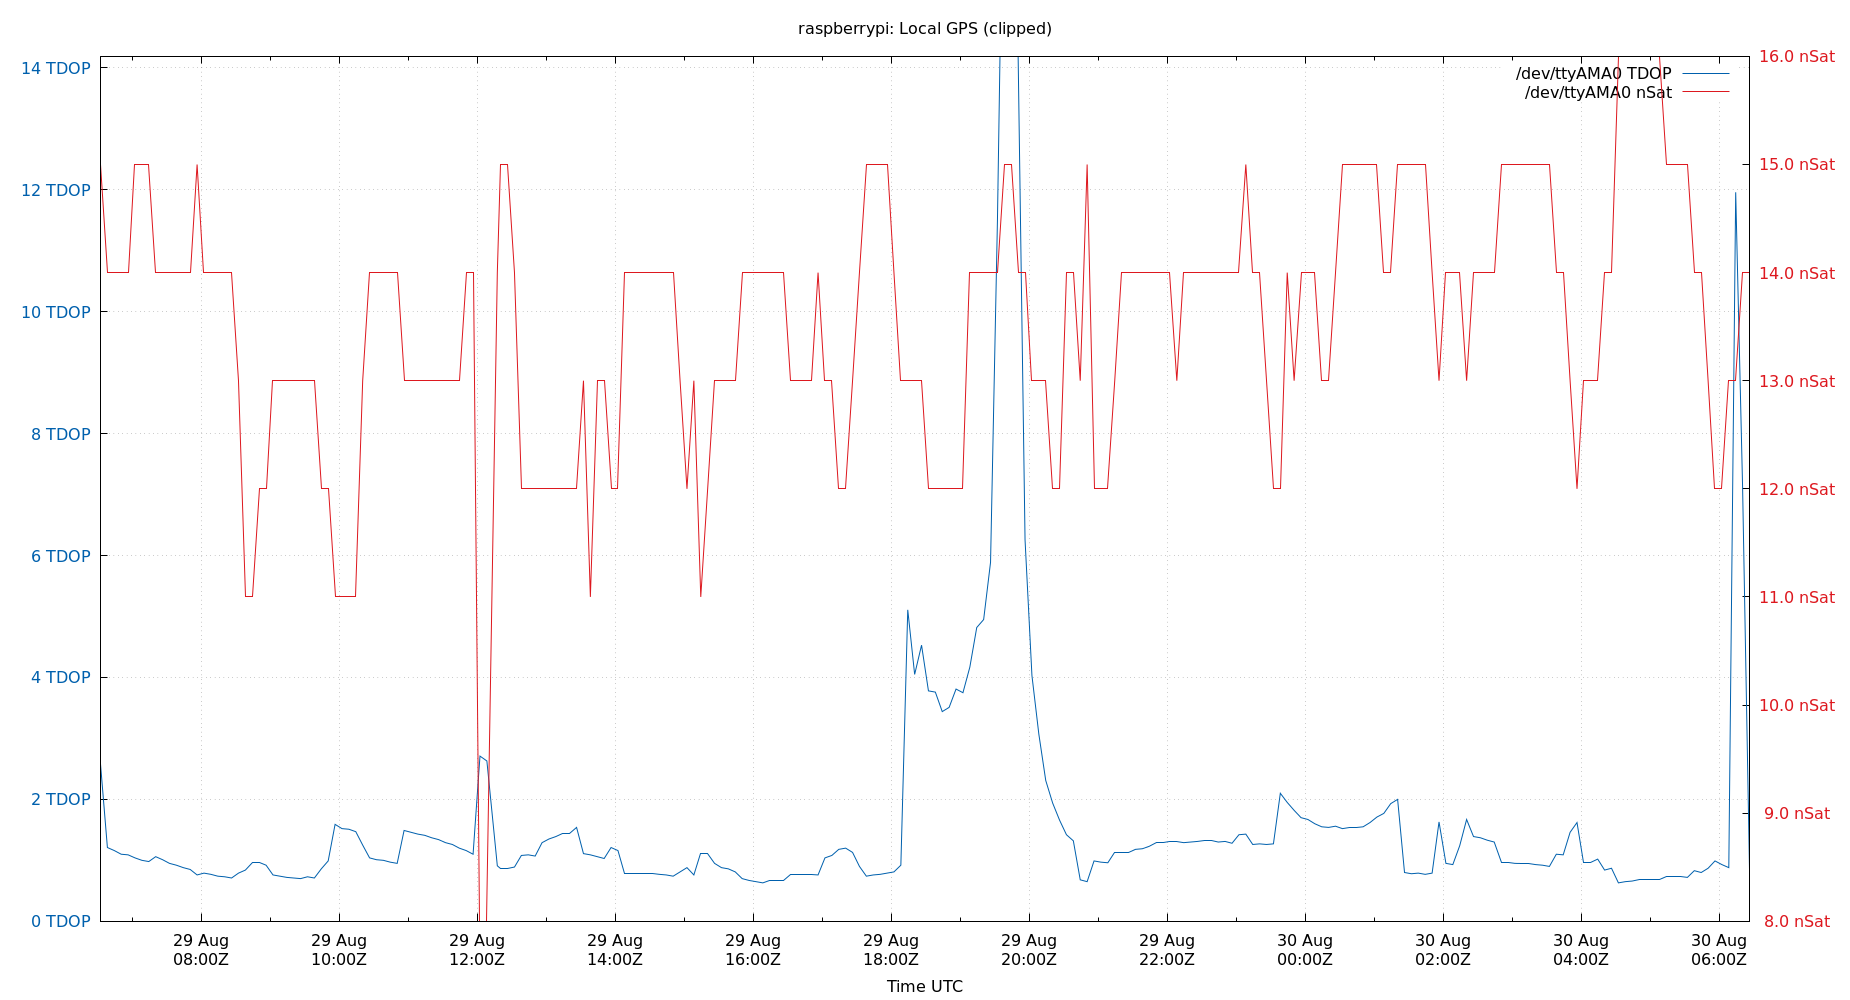 raspberrypi: Local GPS (clipped)
/dev/ttyAMA0 TDOP
/dev/ttyAMA0 nSat
14 TDOP
12 TDOP
10 TDOP
8 TDOP
6 TDOP
4 TDOP
2 TDOP
0 TDOP
16.0 nSat
15.0 nSat
14.0 nSat
13.0 nSat
12.0 nSat
11.0 nSat
10.0 nSat
9.0 nSat
8.0 nSat
29 Aug 29 Aug 29 Aug 29 Aug 29 Aug 29 Aug 29 Aug 29 Aug 30 Aug 30 Aug 30 Aug 30 Aug
08:00Z 10:00Z 12:00Z 14:00Z 16:00Z 18:00Z 20:00Z 22:00Z 00:00Z 02:00Z 04:00Z 06:00Z
Time UTC